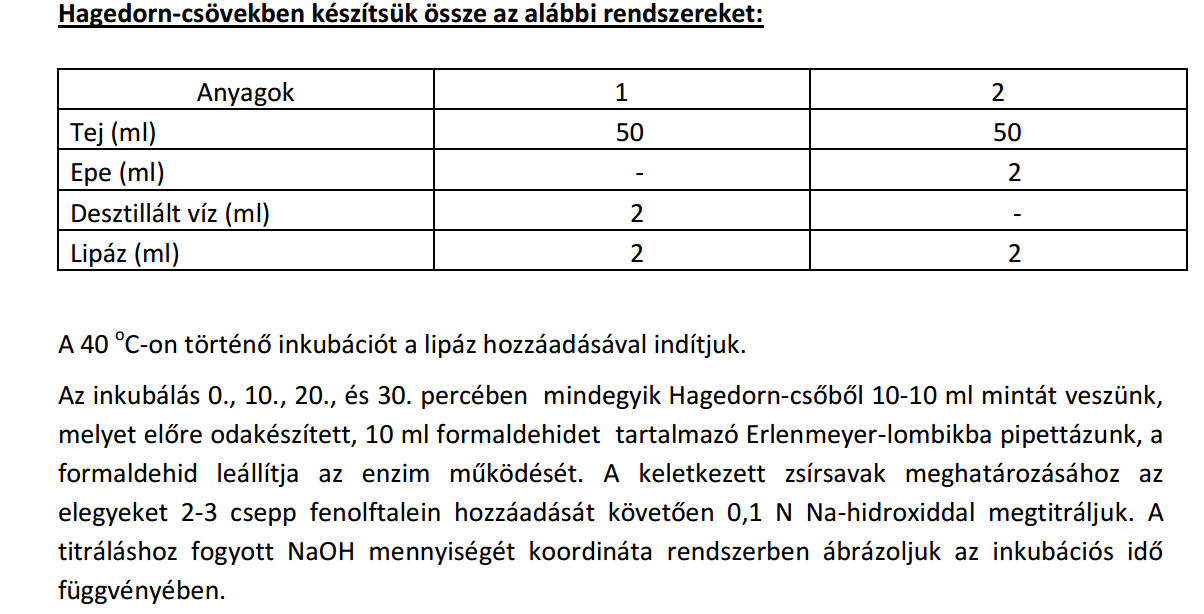 Hagedorn-csövekben készítsük össze az alábbi rendszereket:
Anyagok 1 2
Tej (ml) 50 50
Epe (ml) - 2
Desztillált víz (ml) 2 -
Lipáz (ml) 2 2
A 40 °C-on történő inkubációt a lipáz hozzáadásával indítjuk.
Az inkubálás 0., 10., 20., és 30. percében mindegyik Hagedorn-csőből 10-10 ml mintát veszünk,
melyet előre odakészített, 10 ml formaldehidet tartalmazó Erlenmeyer-lombikba pipettázunk, a
formaldehid leállítja az enzim működését. A keletkezett zsírsavak meghatározásához az
elegyeket 2-3 csepp fenolftalein hozzáadását követően 0,1 N Na-hidroxiddal megtitráljuk. A
titráláshoz fogyott NaOH mennyiségét koordináta rendszerben ábrázoljuk az inkubációs idő
függvényében.